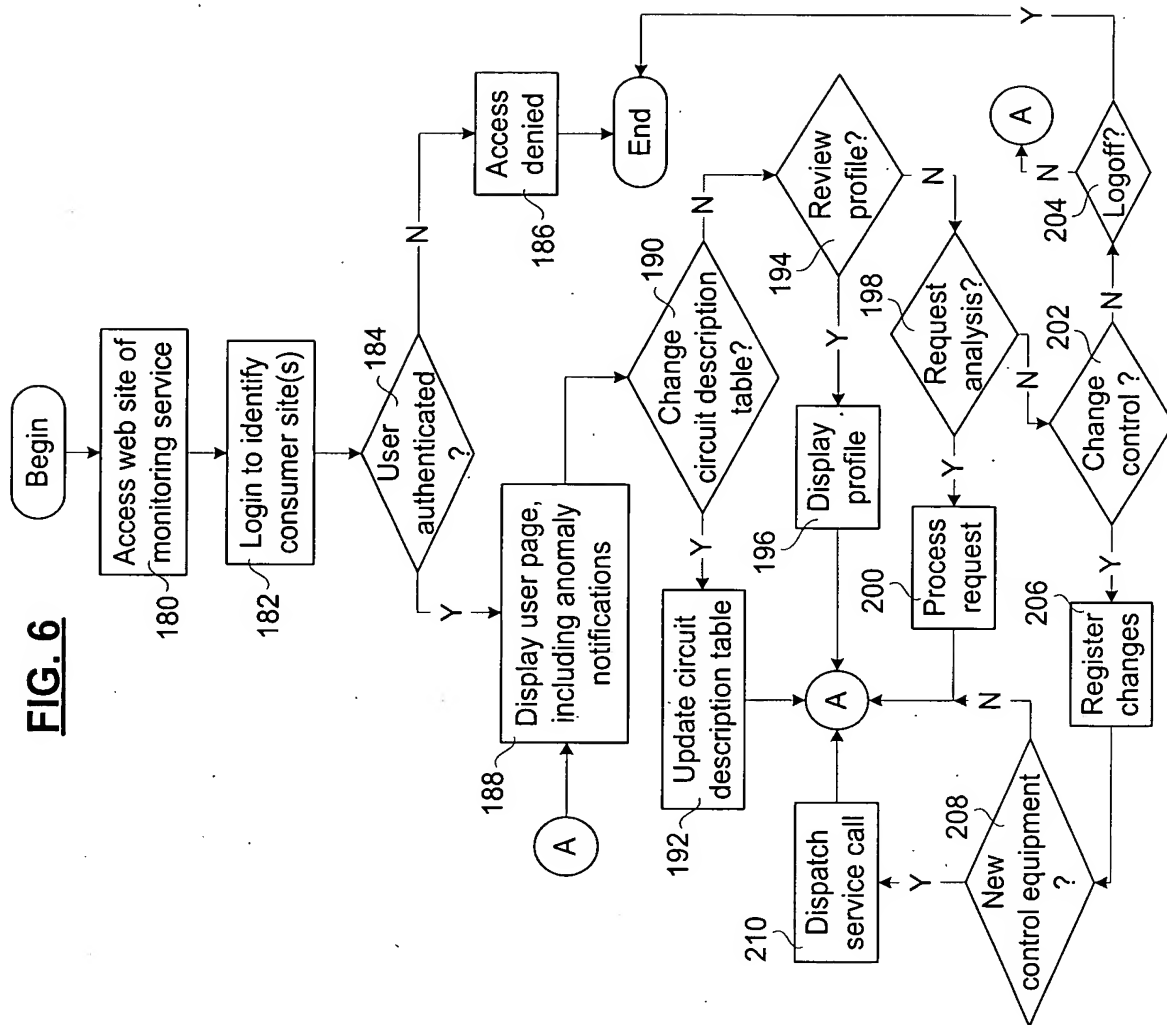 FIG. 6
Begin
Access web site of
monitoring service
180
Login to identify
consumer site(s)
182
User
authenticated
?
184
N
Access
denied
186
End
Y
Display user page,
including anomaly
notifications
188
A
Change
circuit description
table?
190
Y
Update circuit
description table
192
N
Review
profile?
194
Y
Display
profile
196
A
N
Request
analysis?
198
Y
Process
request
200
N
Change
control ?
202
N
Logoff?
204
N
A
Y
Y
Register
changes
206
New
control equipment
?
208
N
Y
Dispatch
service call
210